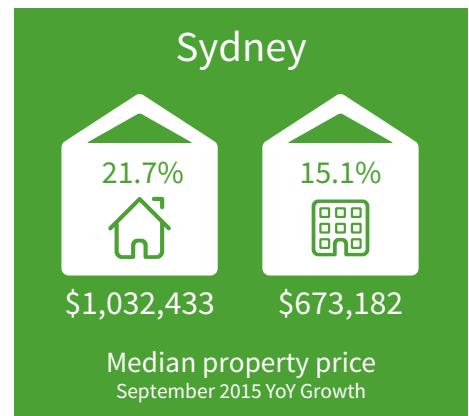 Sydney
21.7% 15.1%
$1,032,433 $673,182
Median property price
September 2015 YoY Growth